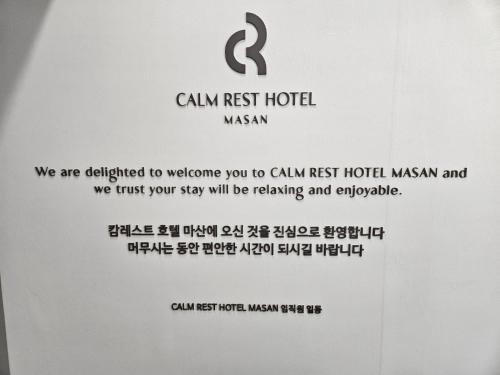 CALM REST HOTEL
MASAN
We are delighted to welcome you to CALM REST HOTEL MASAN and
we trust your stay will be relaxing and enjoyable.
캄레스트 호텔 마산에 오신 것을 진심으로 환영합니다
머무시는 동안 편안한 시간이 되시길 바랍니다
CALM REST HOTEL MASAN 임직원 일동